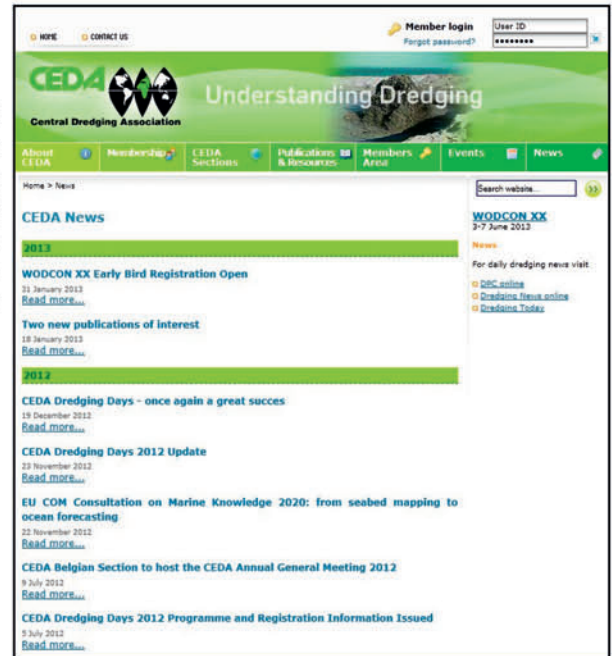 HOME
CONTACT US
Member login
User ID
Forgot password?
••••••••
CEDA
Central Dredging Association
Understanding Dredging
About CEDA
Membership
CEDA Sections
Publications & Resources
Members Area
Events
News
Home > News
Search website...
CEDA News
2013
WODCON XX Early Bird Registration Open
31 January 2013
Read more...
Two new publications of interest
18 January 2013
Read more...
2012
CEDA Dredging Days - once again a great succes
19 December 2012
Read more...
CEDA Dredging Days 2012 Update
23 November 2012
Read more...
EU COM Consultation on Marine Knowledge 2020: from seabed mapping to
ocean forecasting
22 November 2012
Read more...
CEDA Belgian Section to host the CEDA Annual General Meeting 2012
9 July 2012
Read more...
CEDA Dredging Days 2012 Programme and Registration Information Issued
5 July 2012
Read more...
WODCON XX
3-7 June 2013
News
For daily dredging news visit
DPC online
Dredging News online
Dredging Today